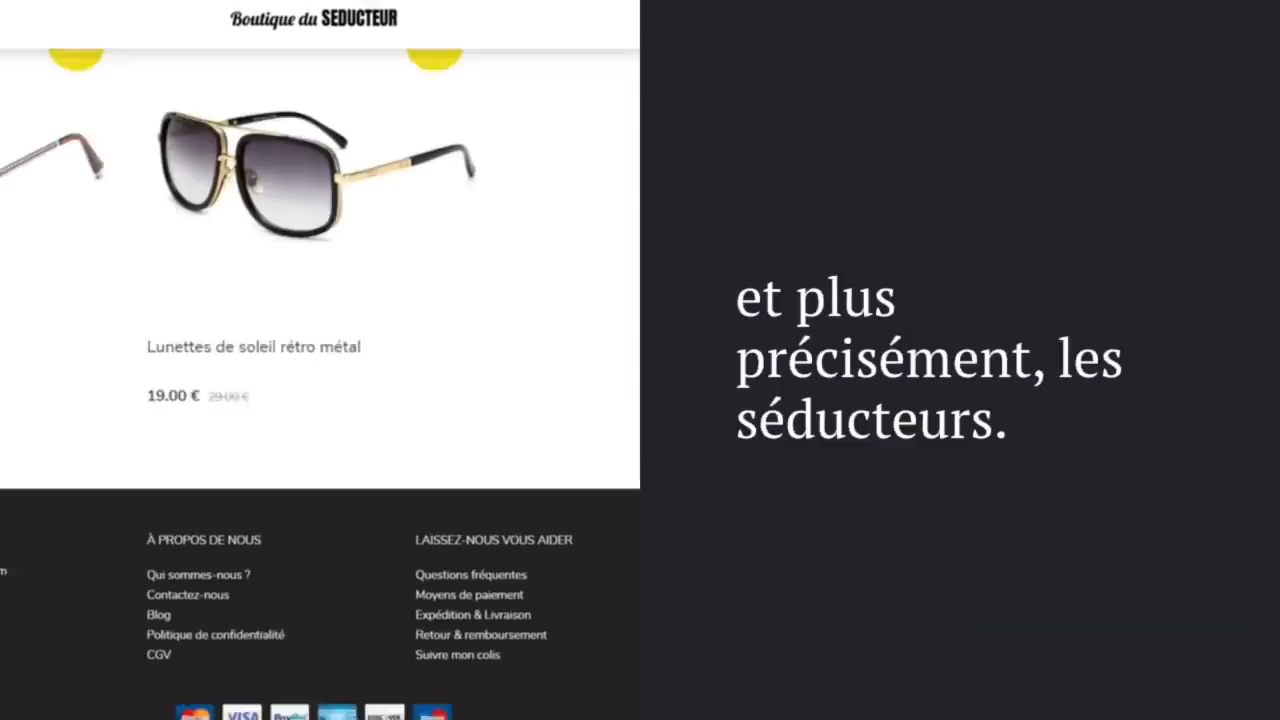 Boutique du SEDUCTEUR
Lunettes de soleil rétro métal
19.00 € 29.00 €
À PROPOS DE NOUS
Qui sommes-nous ?
Contactez-nous
Blog
Politique de confidentialité
CGV
LAISSEZ-NOUS VOUS AIDER
Questions fréquentes
Moyens de paiement
Expédition & Livraison
Retour & remboursement
Suivre mon colis
VISA
et plus
précisément, les
séducteurs.